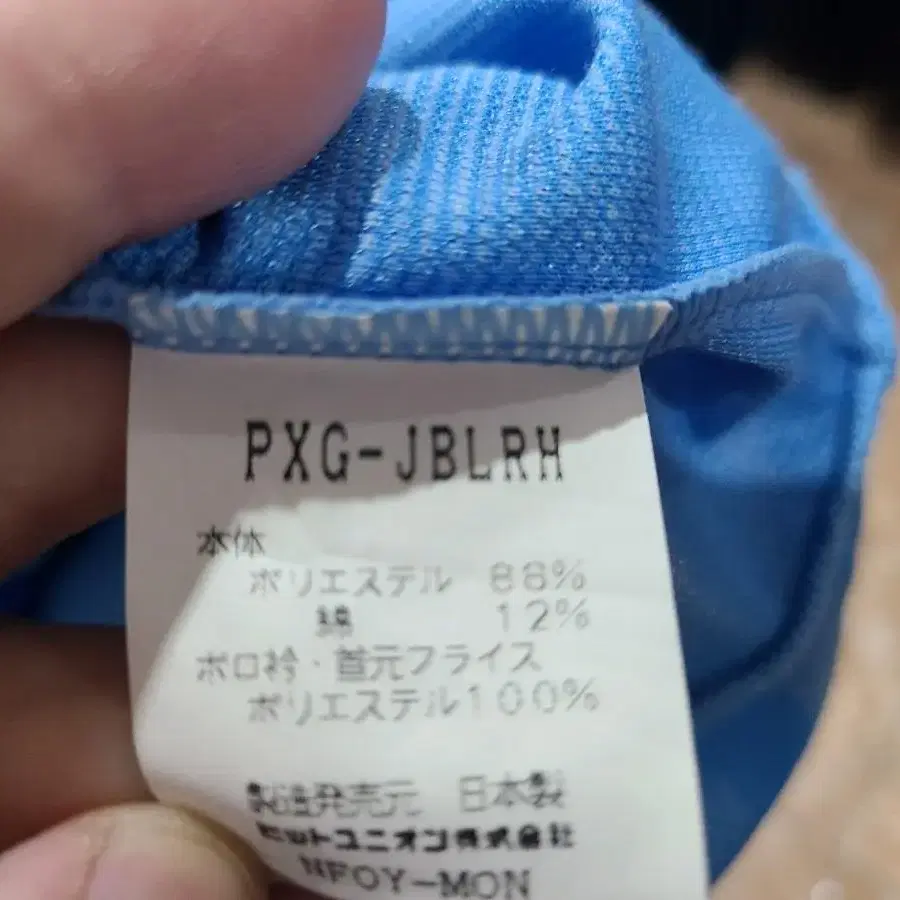 PXG-JBLRH
本体
ポリエステル 88%
綿 12%
ポロ衿・首元フライス
ポリエステル100%
製造発売元 日本製
ヒットユニオン株式会社
NFOY-MON